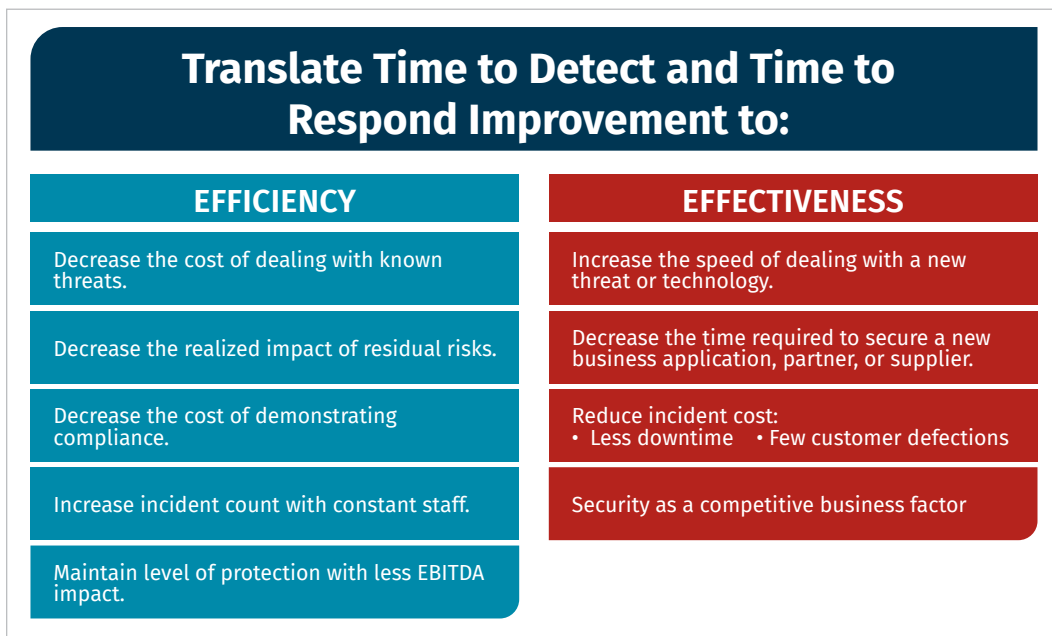 Translate Time to Detect and Time to
Respond Improvement to:
EFFICIENCY
Decrease the cost of dealing with known
threats.
Decrease the realized impact of residual risks.
Decrease the cost of demonstrating
compliance.
Increase incident count with constant staff.
Maintain level of protection with less EBITDA
impact.
EFFECTIVENESS
Increase the speed of dealing with a new
threat or technology.
Decrease the time required to secure a new
business application, partner, or supplier.
Reduce incident cost:
• Less downtime • Few customer defections
Security as a competitive business factor